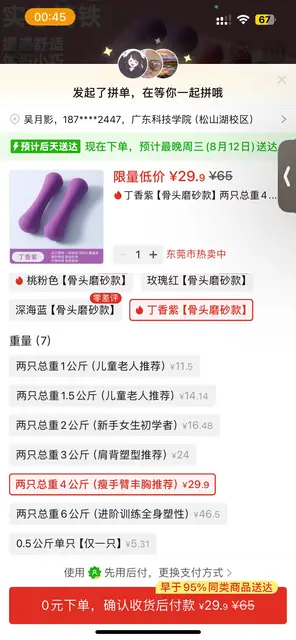 00:45
67
发起了拼单，在等你一起拼哦
吴月影，187****2447，广东科技学院 (松山湖校区)
预计后天送达 现在下单，预计最晚周三 (8月12日) 送达
限量低价 ¥29.9 ¥65
丁香紫【骨头磨砂款】两只总重4...
丁香紫
1
东莞市热卖中
桃粉色【骨头磨砂款】
玫瑰红【骨头磨砂款】
零差评
深海蓝【骨头磨砂款】
丁香紫【骨头磨砂款】
重量 (7)
两只总重1公斤 (儿童老人推荐) ¥11.5
两只总重1.5公斤 (儿童老人推荐) ¥14.14
两只总重2公斤 (新手女生初学者) ¥16.48
两只总重3公斤 (肩背塑型推荐) ¥24
两只总重4公斤 (瘦手臂丰胸推荐) ¥29.9
两只总重6公斤 (进阶训练全身塑性) ¥46.5
0.5公斤单只【仅一只】 ¥5.31
使用 先用后付，更换支付方式
早于95%同类商品送达
0元下单，确认收货后付款 ¥29.9 ¥65